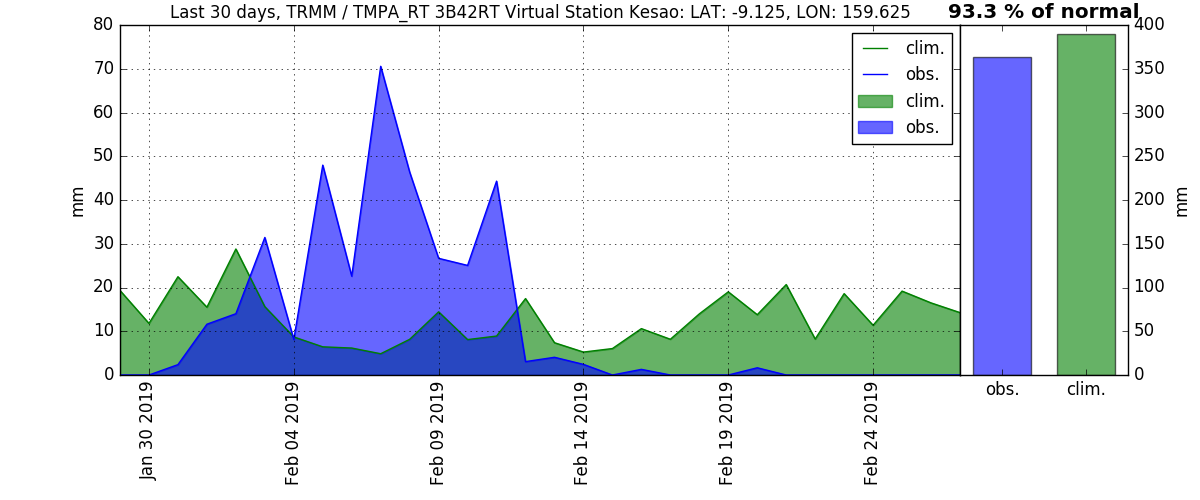 Last 30 days, TRMM / TMPA_RT 3B42RT Virtual Station Kesao: LAT: -9.125, LON: 159.625
93.3 % of normal
80
70
60
50
40
30
20
10
0
mm
clim.
obs.
clim.
obs.
400
350
300
250
200
150
100
50
0
mm
Jan 30 2019
Feb 04 2019
Feb 09 2019
Feb 14 2019
Feb 19 2019
Feb 24 2019
obs.
clim.